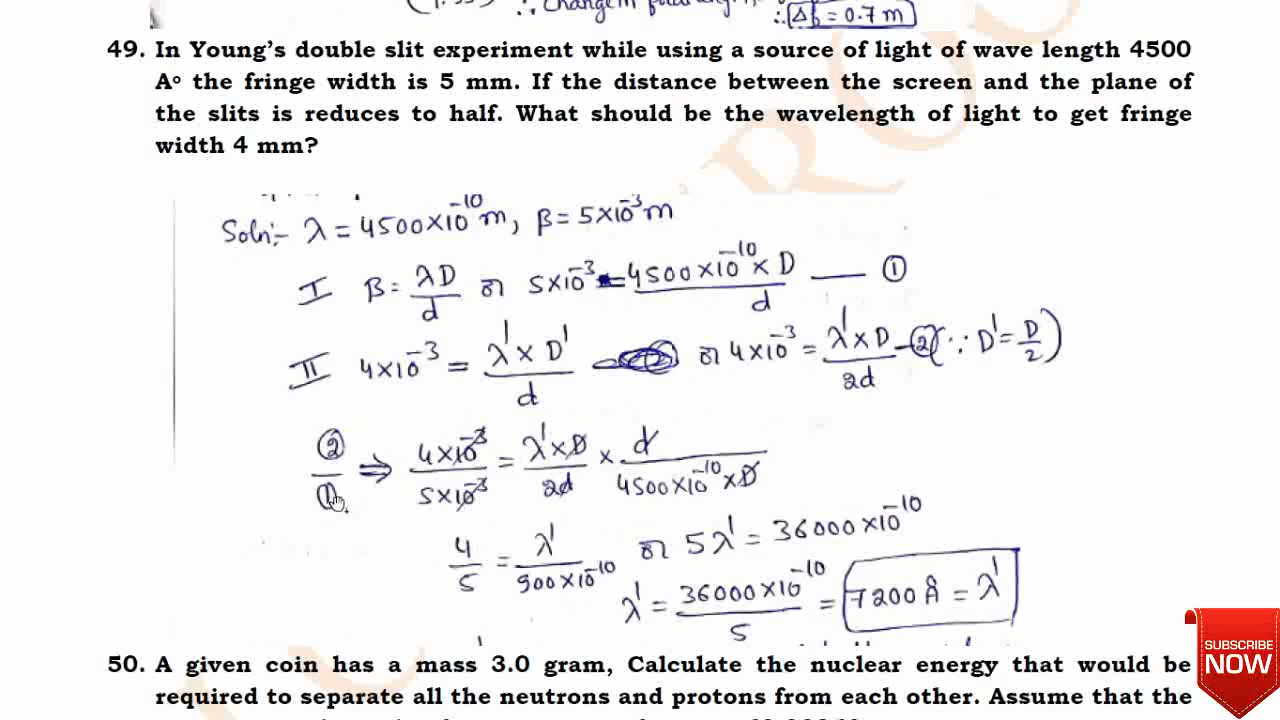 ∴ Δf = 0.7 m
49. In Young's double slit experiment while using a source of light of wave length 4500
A° the fringe width is 5 mm. If the distance between the screen and the plane of
the slits is reduces to half. What should be the wavelength of light to get fringe
width 4 mm?
Soln:- λ = 4500×10⁻¹⁰ m, β = 5×10⁻³ m
I β = λD/d or 5×10⁻³ = 4500×10⁻¹⁰ × D / d — ①
II 4×10⁻³ = λ' × D' / d or 4×10⁻³ = λ' × D / 2d — ② (∵ D' = D/2)
②/① ⇒ 4×10⁻³ / 5×10⁻³ = λ' × D / 2d × d / 4500×10⁻¹⁰ × D
4/5 = λ' / 900×10⁻¹⁰ or 5λ' = 36000×10⁻¹⁰
λ' = 36000×10⁻¹⁰ / 5 = 7200 Å = λ'
SUBSCRIBE
NOW
50. A given coin has a mass 3.0 gram, Calculate the nuclear energy that would be
required to separate all the neutrons and protons from each other. Assume that the